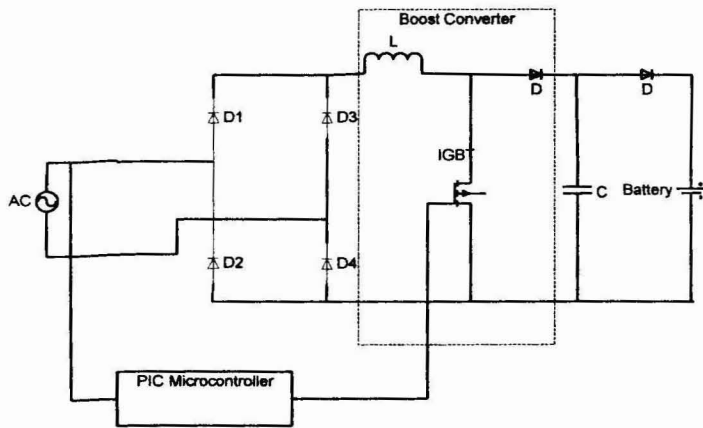 Boost Converter
L
D1
D3
D
D
IGBT
AC
C
Battery
D2
D4
PIC Microcontroller